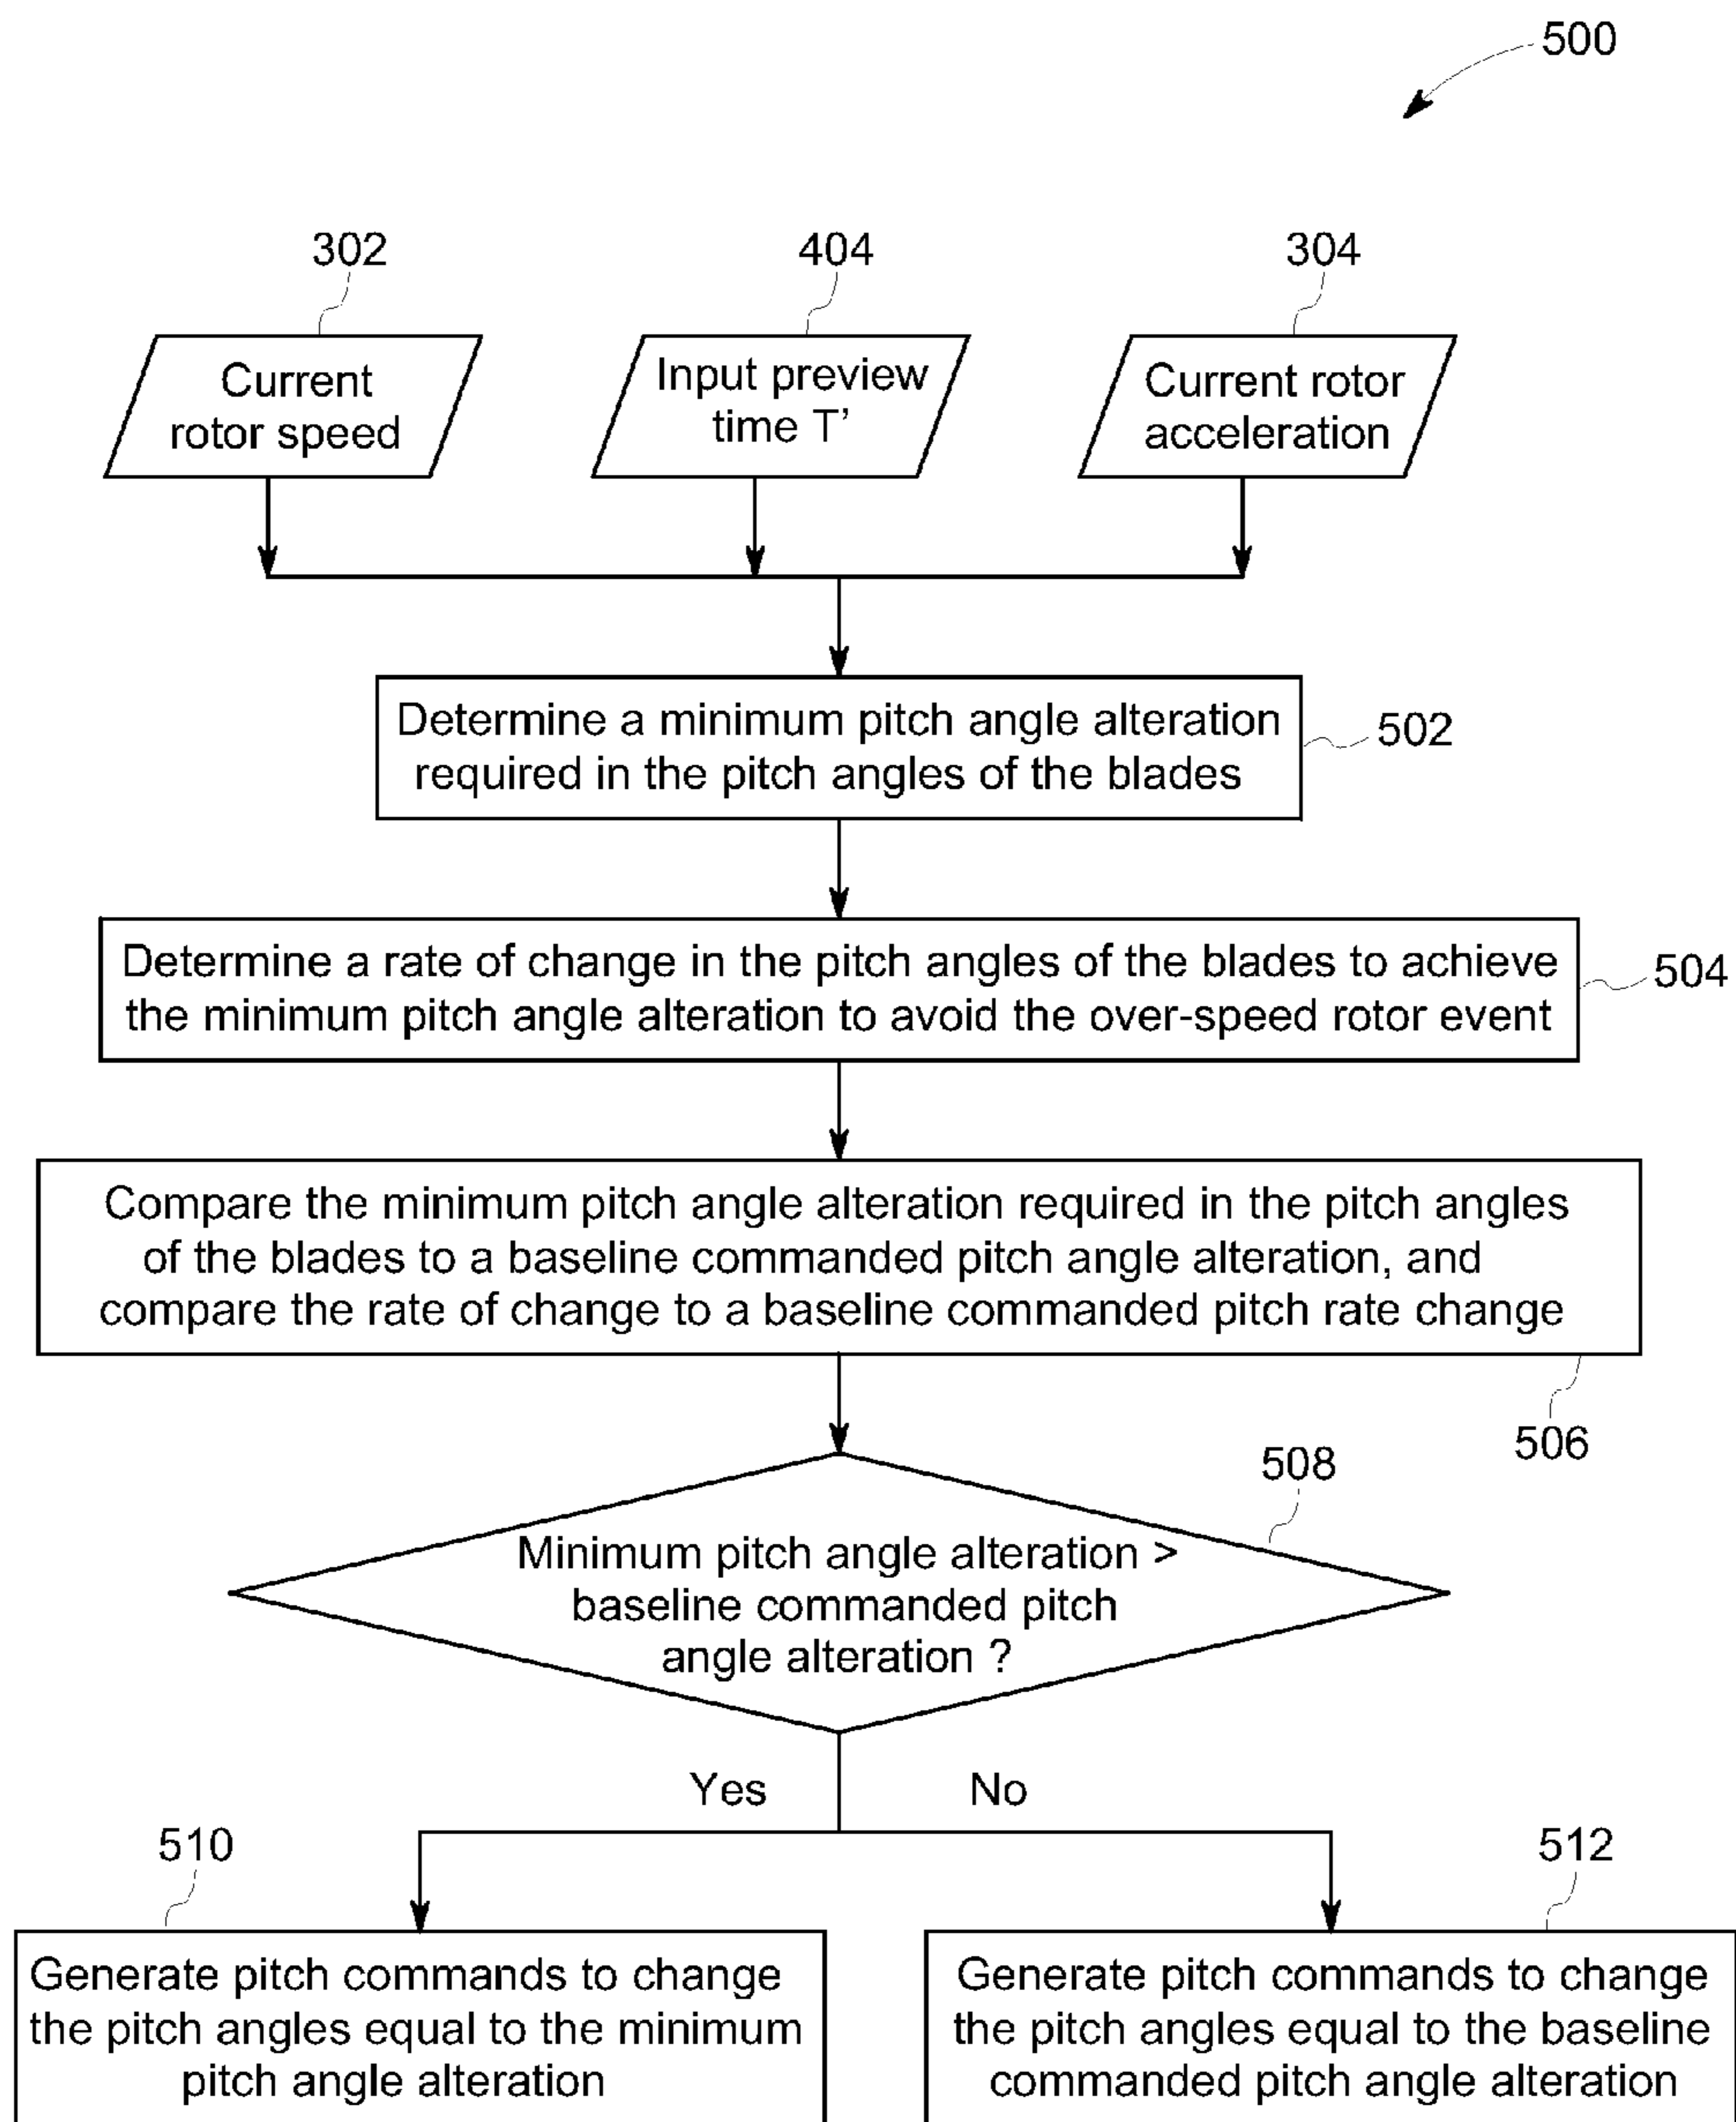 500
302
404
304
Current
rotor speed
Input preview
time T’
Current rotor
acceleration
Determine a minimum pitch angle alteration
required in the pitch angles of the blades
502
Determine a rate of change in the pitch angles of the blades to achieve
the minimum pitch angle alteration to avoid the over-speed rotor event
504
Compare the minimum pitch angle alteration required in the pitch angles
of the blades to a baseline commanded pitch angle alteration, and
compare the rate of change to a baseline commanded pitch rate change
506
508
Minimum pitch angle alteration >
baseline commanded pitch
angle alteration ?
Yes
No
510
512
Generate pitch commands to change
the pitch angles equal to the minimum
pitch angle alteration
Generate pitch commands to change
the pitch angles equal to the baseline
commanded pitch angle alteration